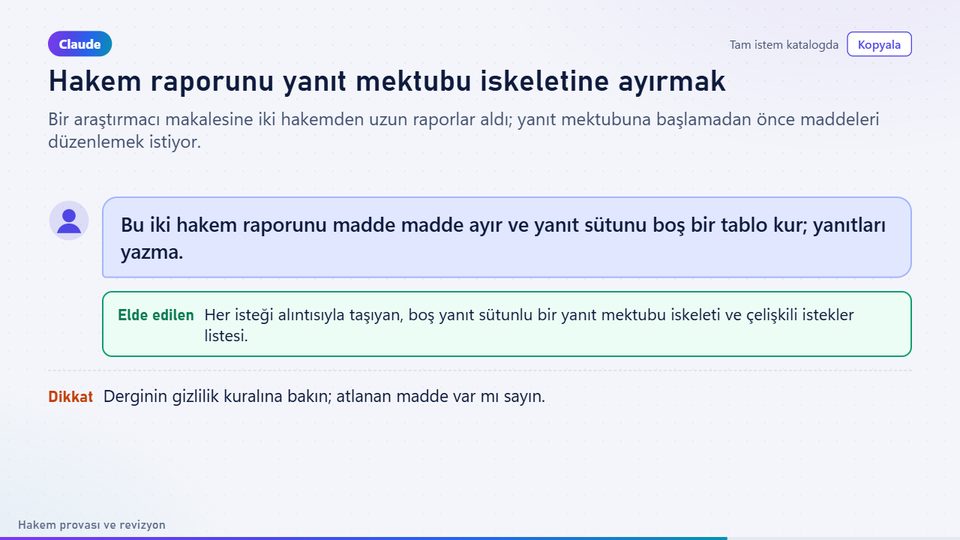 Claude
Tam istem katalogda
Kopyala
Hakem raporunu yanıt mektubu iskeletine ayırmak
Bir araştırmacı makalesine iki hakemden uzun raporlar aldı; yanıt mektubuna başlamadan önce maddeleri
düzenlemek istiyor.
Bu iki hakem raporunu madde madde ayır ve yanıt sütunu boş bir tablo kur; yanıtları
yazma.
Elde edilen Her isteği alıntısıyla taşıyan, boş yanıt sütunlu bir yanıt mektubu iskeleti ve çelişkili istekler
listesi.
Dikkat Derginin gizlilik kuralına bakın; atlanan madde var mı sayın.
Hakem provası ve revizyon